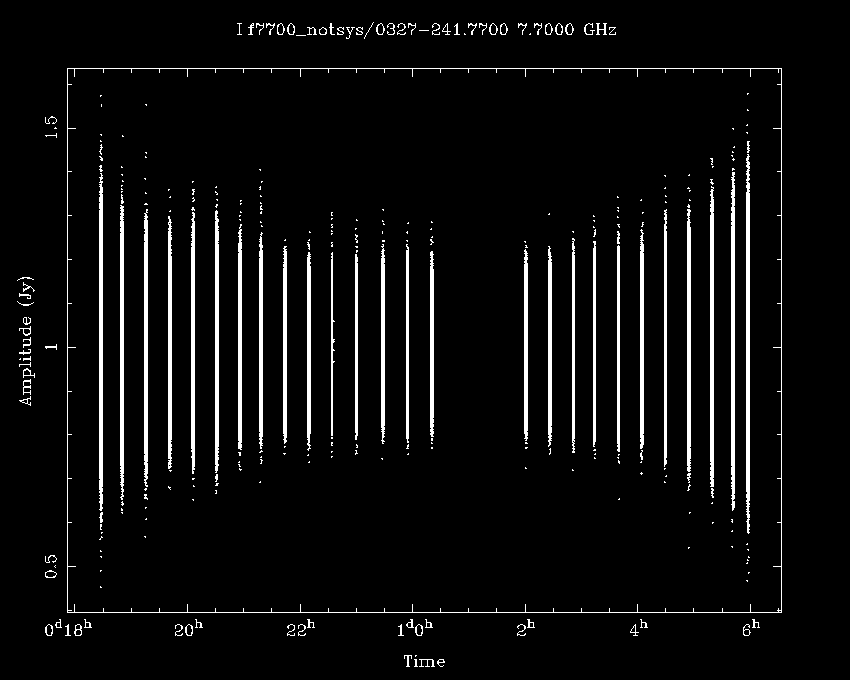 I f7700_notsys/0327-241.7700 7.7000 GHz
1.5
1
0.5
Amplitude (Jy)
0d18h 20h 22h 1d0h 2h 4h 6h
Time